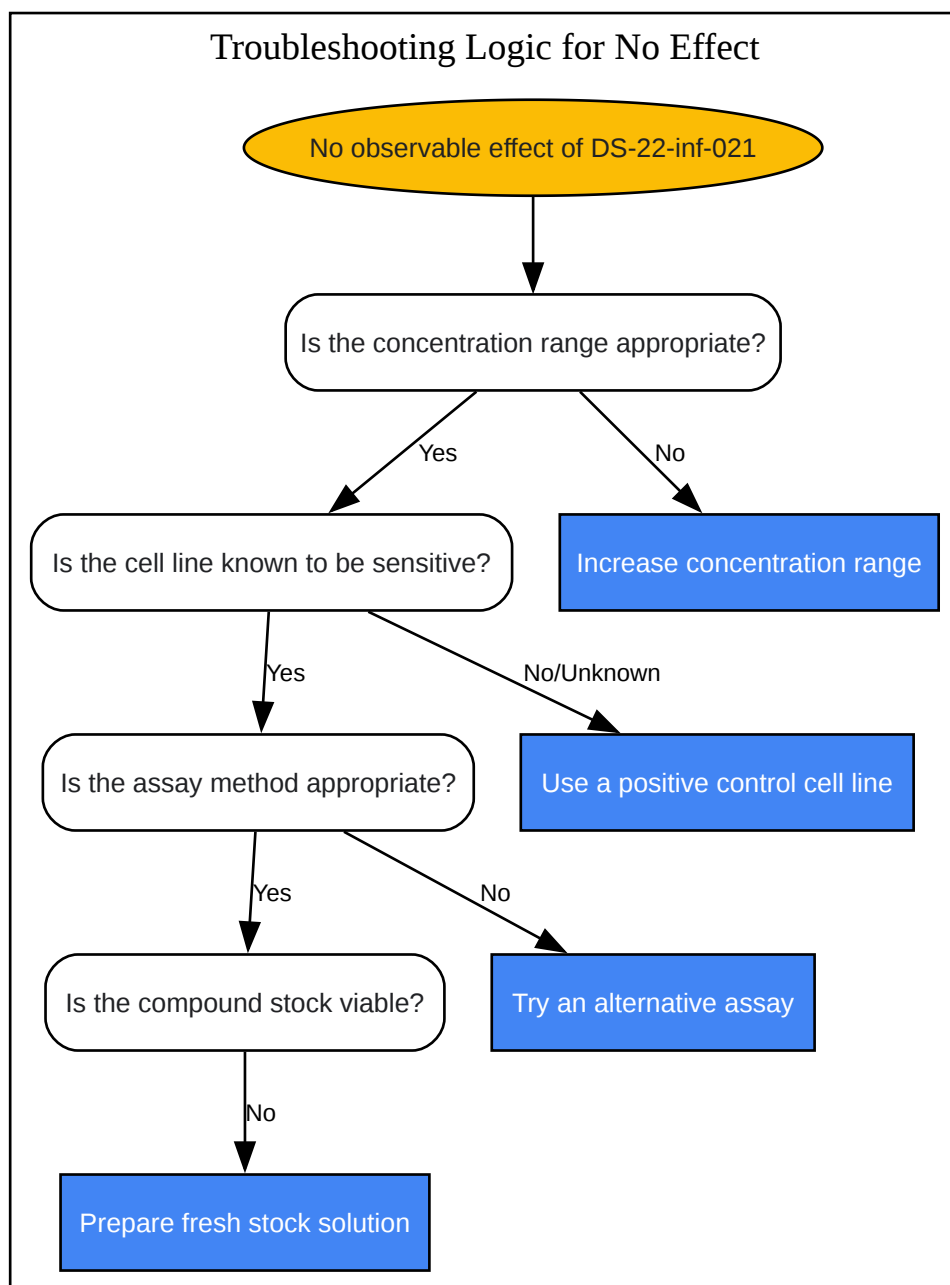 Troubleshooting Logic for No Effect
No observable effect of DS-22-inf-021
Is the concentration range appropriate?
Yes
No
Is the cell line known to be sensitive?
Increase concentration range
Yes
No/Unknown
Is the assay method appropriate?
Use a positive control cell line
Yes
No
Is the compound stock viable?
Try an alternative assay
No
Prepare fresh stock solution